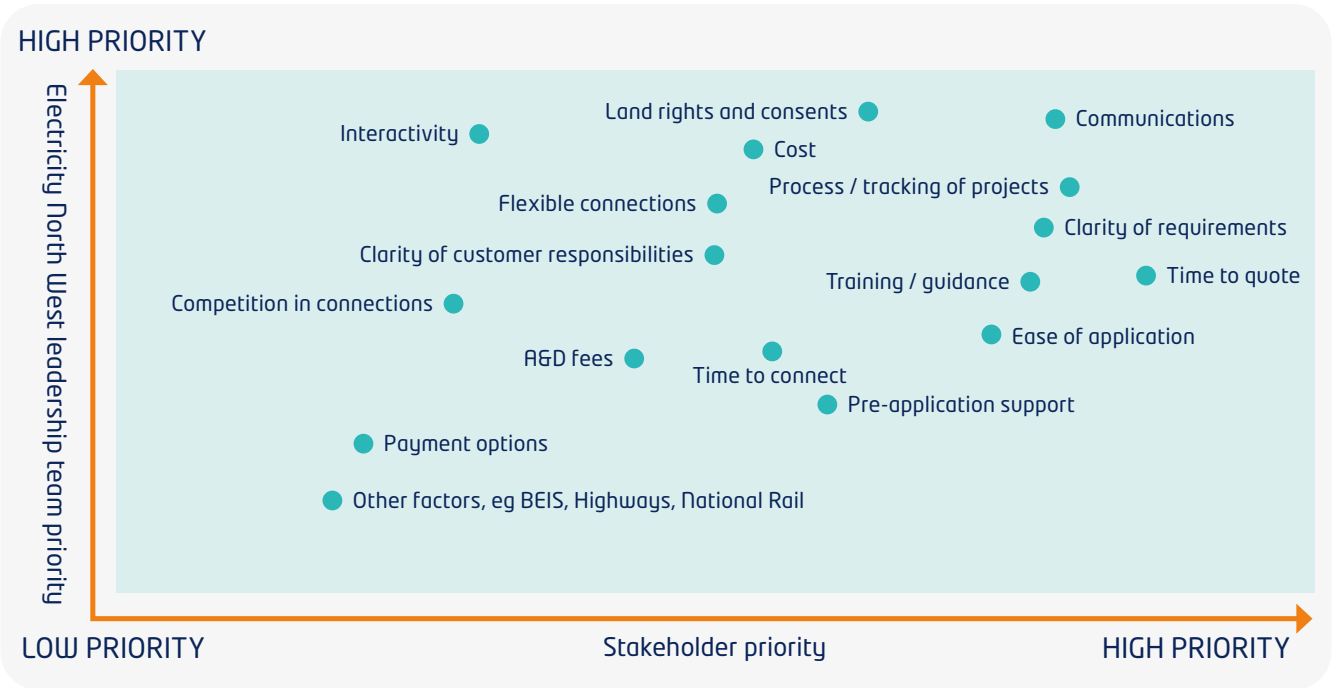 HIGH PRIORITY
Electricity North West leadership team priority
Land rights and consents
Communications
Interactivity
Cost
Process / tracking of projects
Flexible connections
Clarity of requirements
Clarity of customer responsibilities
Training / guidance
Time to quote
Competition in connections
Ease of application
A&D fees
Time to connect
Pre-application support
Payment options
Other factors, eg BEIS, Highways, National Rail
LOW PRIORITY
Stakeholder priority
HIGH PRIORITY